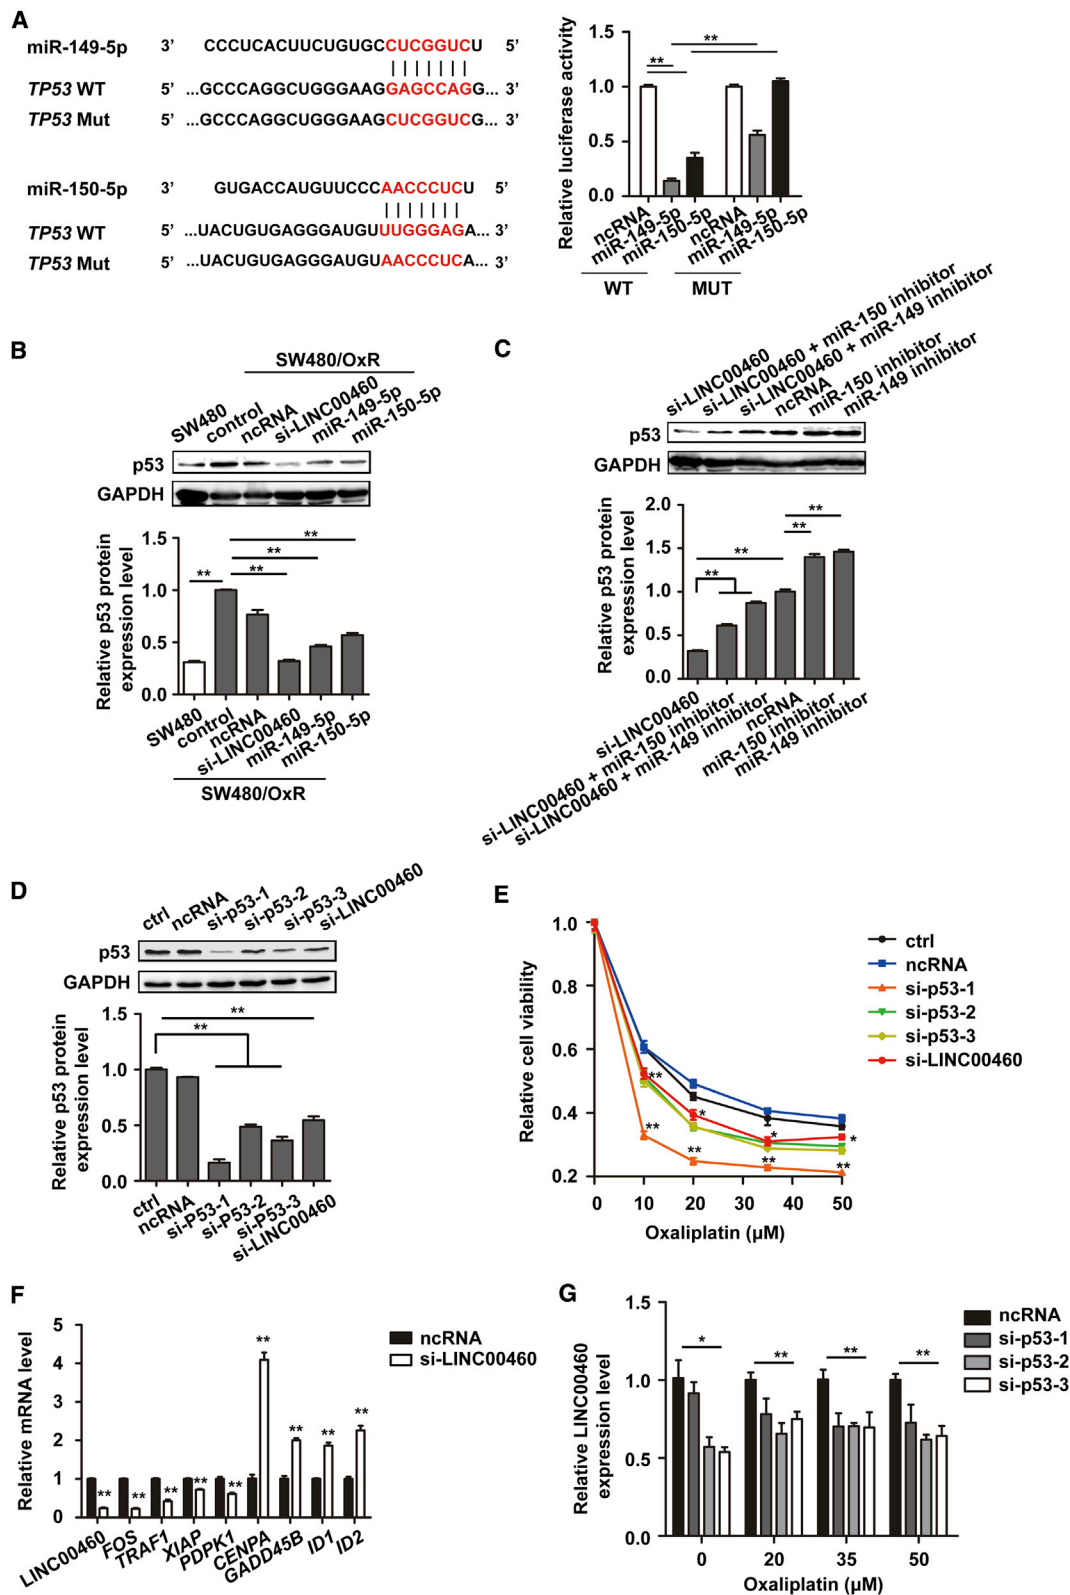 A
miR-149-5p 3’ CCCUCACUUCUGUGCCUCGGUCU 5’
TP53 WT 5’ ...GCCCAGGCUGGGAAGGAGCCAGG... 3’
TP53 Mut 5’ ...GCCCAGGCUGGGAAGCUCGGUCG... 3’
miR-150-5p 3’ GUGACCAUGUUCCCAACCCUCU 5’
TP53 WT 5’ ...UACUGUGAGGGAUGUUUGGGAGA... 3’
TP53 Mut 5’ ...UACUGUGAGGGAUGUAACCCUCA... 3’
Relative luciferase activity
1.5
1.0
0.5
0.0
** ** **
ncRNA
miR-149-5p
miR-150-5p
ncRNA
miR-149-5p
miR-150-5p
WT MUT
B
SW480/OxR
SW480
control
ncRNA
si-LINC00460
miR-149-5p
miR-150-5p
p53
GAPDH
Relative p53 protein
expression level
1.5
1.0
0.5
0.0
** ** ** **
SW480
control
ncRNA
si-LINC00460
miR-149-5p
miR-150-5p
SW480/OxR
C
si-LINC00460
si-LINC00460 + miR-150 inhibitor
si-LINC00460 + miR-149 inhibitor
ncRNA
miR-150 inhibitor
miR-149 inhibitor
p53
GAPDH
Relative p53 protein
expression level
2.0
1.5
1.0
0.5
0.0
** ** ** **
si-LINC00460
si-LINC00460 + miR-150 inhibitor
si-LINC00460 + miR-149 inhibitor
ncRNA
miR-150 inhibitor
miR-149 inhibitor
D
ctrl
ncRNA
si-p53-1
si-p53-2
si-p53-3
si-LINC00460
p53
GAPDH
Relative p53 protein
expression level
1.5
1.0
0.5
0.0
** **
ctrl
ncRNA
si-P53-1
si-P53-2
si-P53-3
si-LINC00460
E
Relative cell viability
1.0
0.8
0.6
0.4
0.2
0 10 20 30 40 50
Oxaliplatin (µM)
** * * *
** ** ** **
ctrl
ncRNA
si-p53-1
si-p53-2
si-p53-3
si-LINC00460
F
Relative mRNA level
5
4
3
2
1
0
** ** ** ** ** ** ** ** **
LINC00460
FOS
TRAF1
XIAP
PDPK1
CENPA
GADD45B
ID1
ID2
ncRNA
si-LINC00460
G
Relative LINC00460
expression level
1.5
1.0
0.5
0.0
* ** ** **
0 20 35 50
Oxaliplatin (µM)
ncRNA
si-p53-1
si-p53-2
si-p53-3